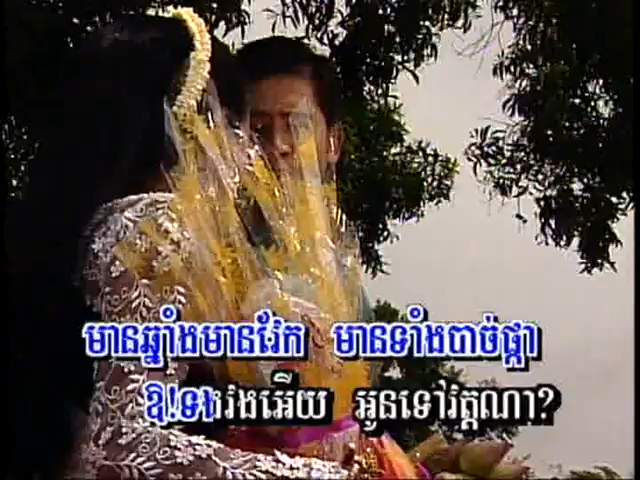 មានឆ្នាំងមានវែក មានទាំងបាច់ផ្កា
ឱ!ទងវងអើយ អូនទៅវត្តណា?